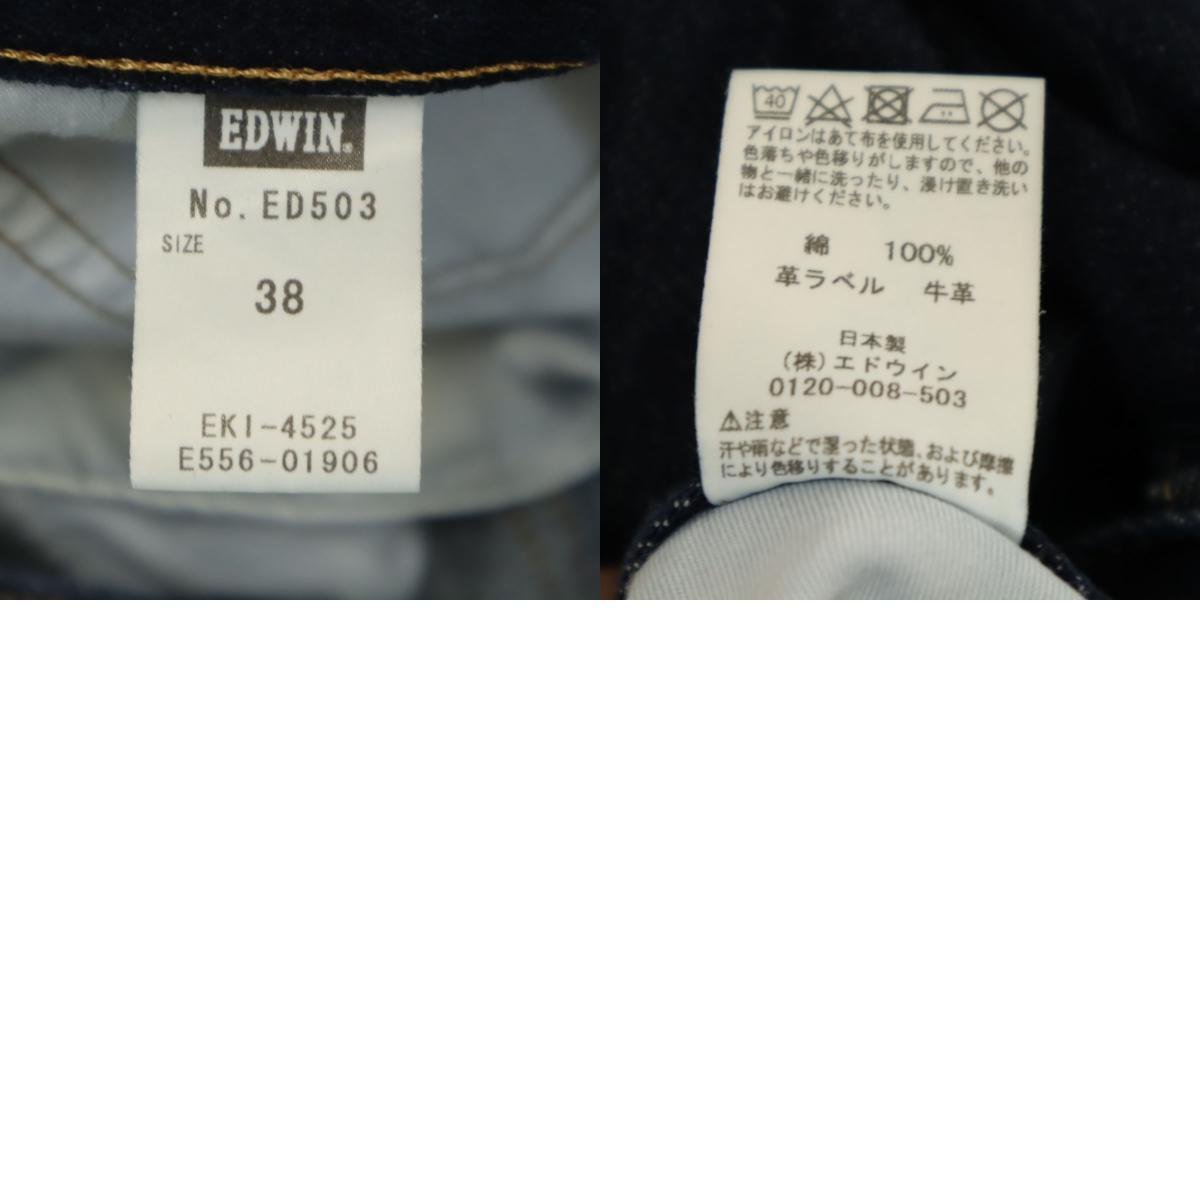 EDWIN®
No. ED503
SIZE
38
EKI-4525
E556-01906
40
アイロンはあて布を使用してください。
色落ちや色移りがしますので、他の
物と一緒に洗ったり、浸け置き洗い
はお避けください。
綿 100%
革ラベル 牛革
日本製
(株)エドウイン
0120-008-503
⚠注意
汗や雨などで湿った状態、および摩擦
により色移りすることがあります。